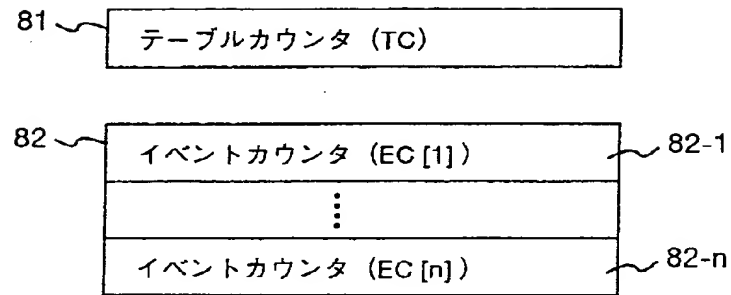 81
テーブルカウンタ (TC)
82
イベントカウンタ (EC [1] )
82-1
イベントカウンタ (EC [n] )
82-n